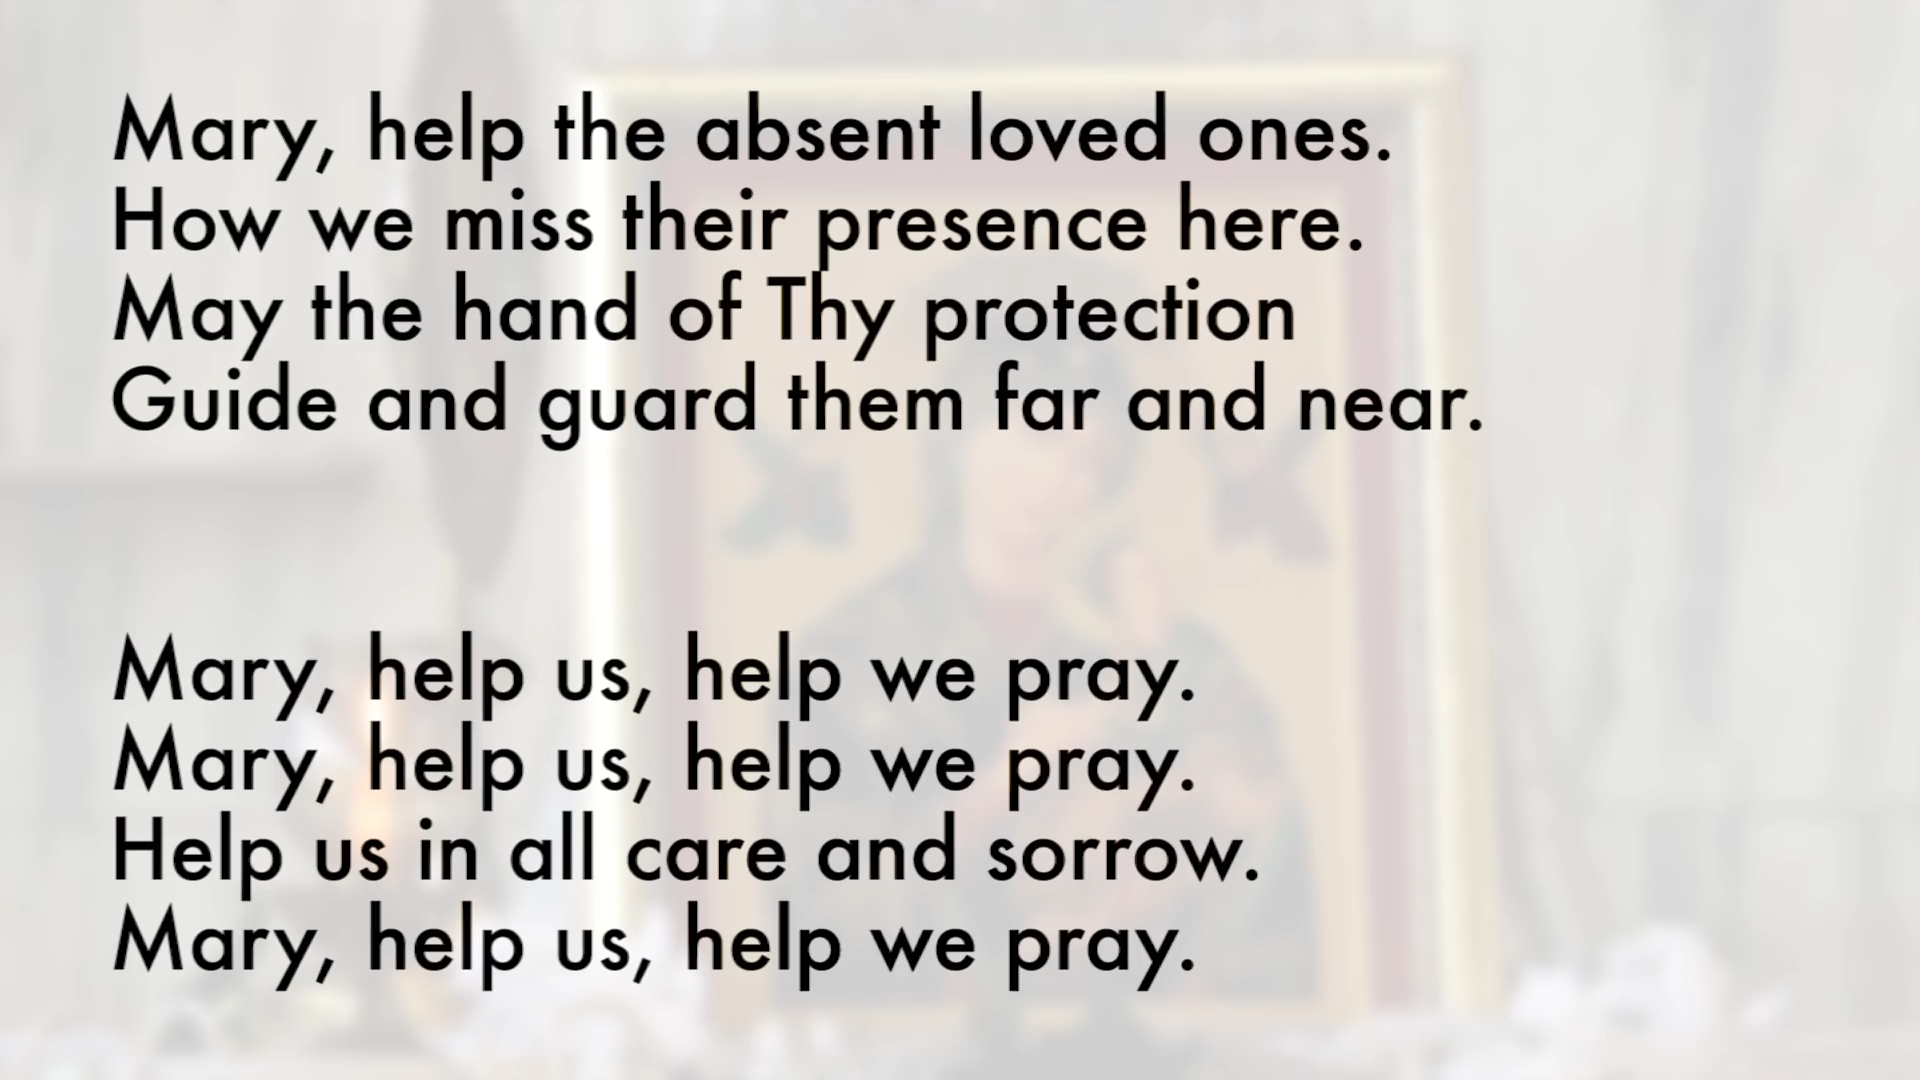 Mary, help the absent loved ones.
How we miss their presence here.
May the hand of Thy protection
Guide and guard them far and near.
Mary, help us, help we pray.
Mary, help us, help we pray.
Help us in all care and sorrow.
Mary, help us, help we pray.